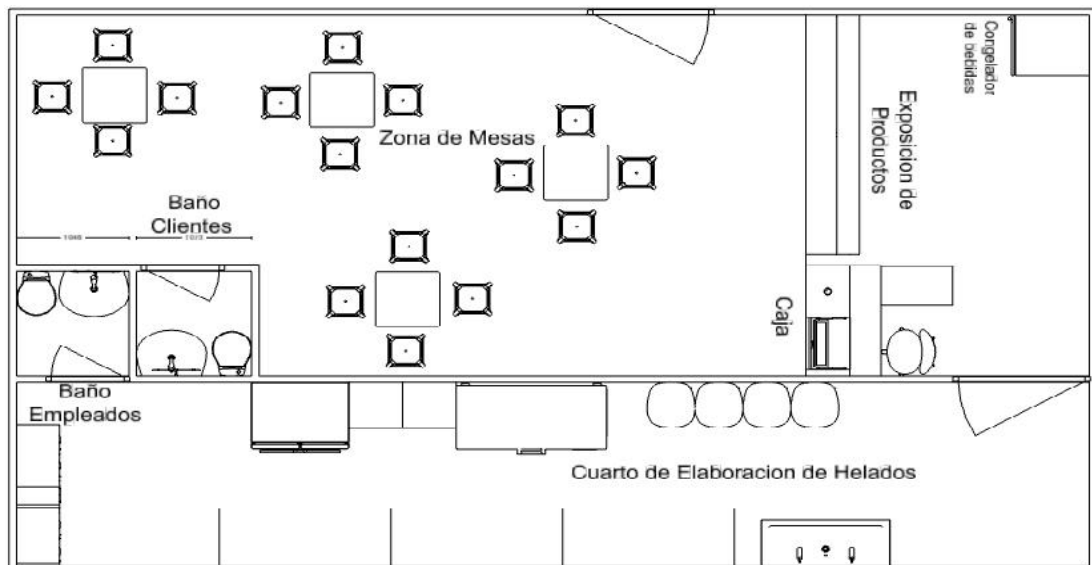 Congelador
de bebidas
Zona de Mesas
Exposicion de
Productos
Baño
Clientes
Caja
Baño
Empleados
Cuarto de Elaboracion de Helados